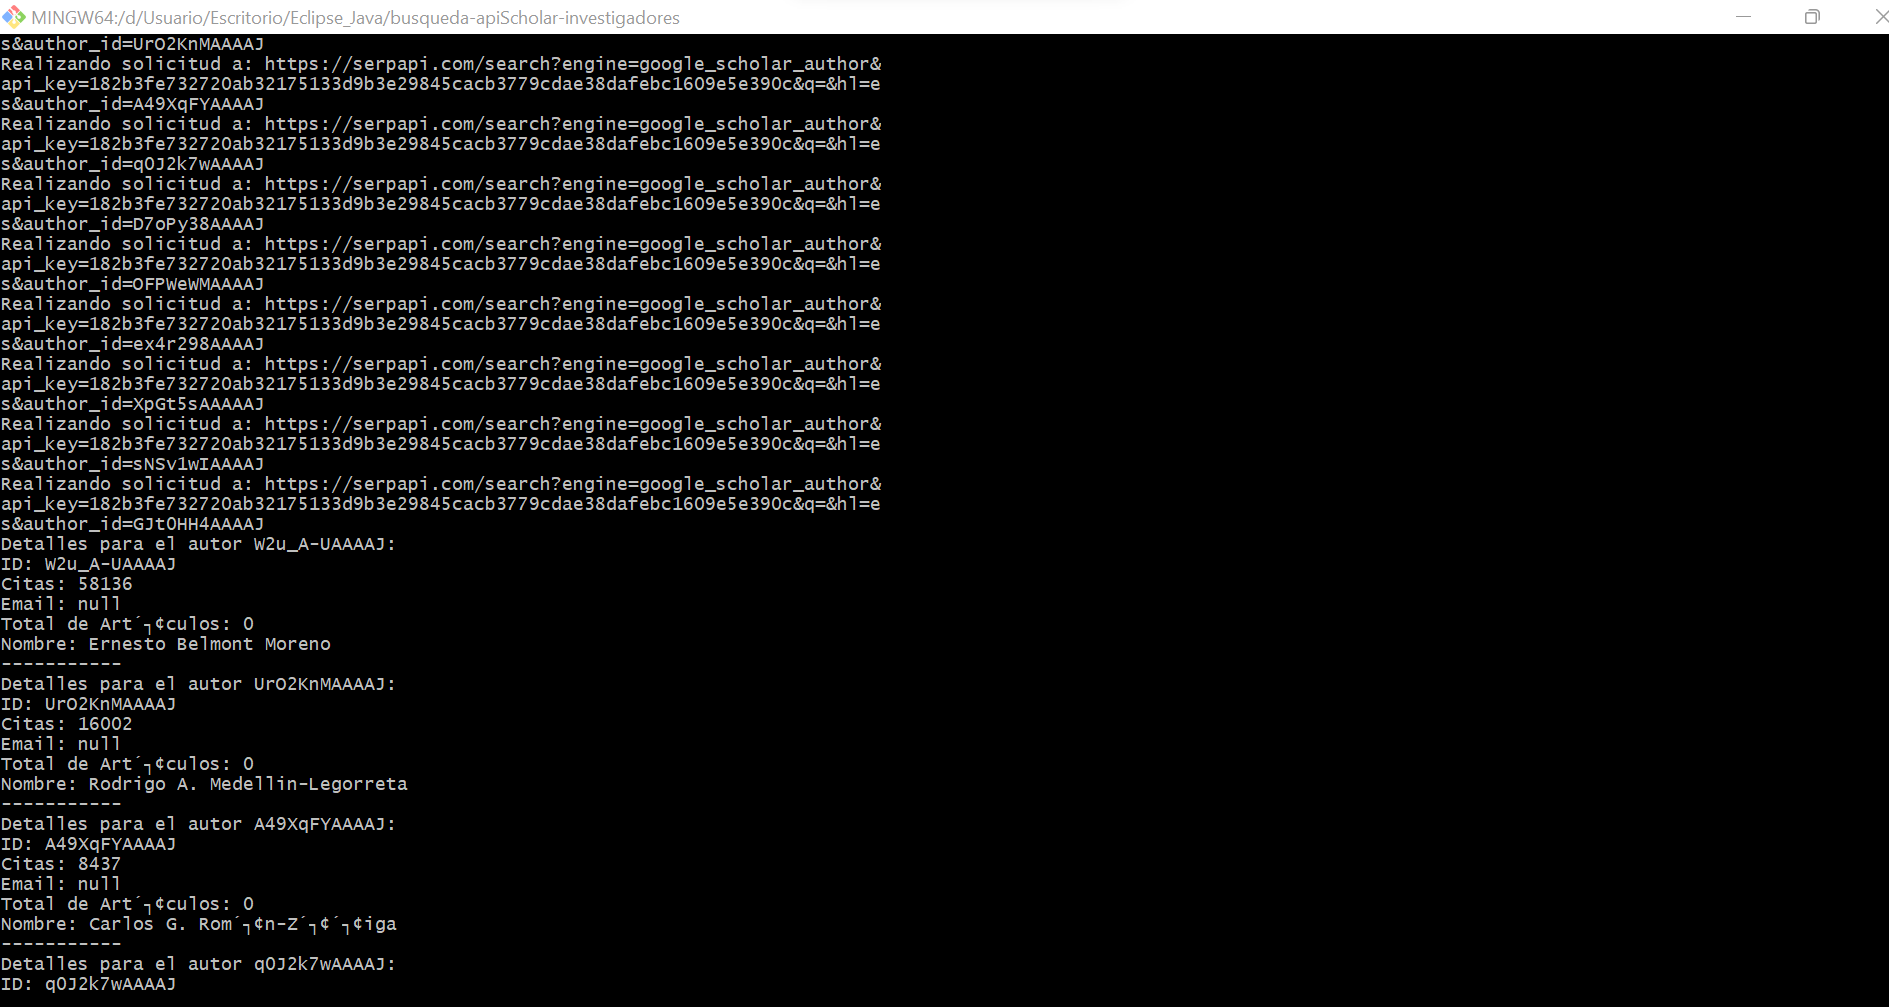 MINGW64:/d/Usuario/Escritorio/Eclipse_Java/busqueda-apiScholar-investigadores
s&author_id=UrO2KnMAAAAJ
Realizando solicitud a: https://serpapi.com/search?engine=google_scholar_author&
api_key=182b3fe732720ab32175133d9b3e29845cacb3779cdae38dafebc1609e5e390c&q=&hl=e
s&author_id=A49XqFYAAAAJ
Realizando solicitud a: https://serpapi.com/search?engine=google_scholar_author&
api_key=182b3fe732720ab32175133d9b3e29845cacb3779cdae38dafebc1609e5e390c&q=&hl=e
s&author_id=q0J2k7wAAAAJ
Realizando solicitud a: https://serpapi.com/search?engine=google_scholar_author&
api_key=182b3fe732720ab32175133d9b3e29845cacb3779cdae38dafebc1609e5e390c&q=&hl=e
s&author_id=D7oPy38AAAAJ
Realizando solicitud a: https://serpapi.com/search?engine=google_scholar_author&
api_key=182b3fe732720ab32175133d9b3e29845cacb3779cdae38dafebc1609e5e390c&q=&hl=e
s&author_id=OFPWeWMAAAAJ
Realizando solicitud a: https://serpapi.com/search?engine=google_scholar_author&
api_key=182b3fe732720ab32175133d9b3e29845cacb3779cdae38dafebc1609e5e390c&q=&hl=e
s&author_id=ex4r298AAAAJ
Realizando solicitud a: https://serpapi.com/search?engine=google_scholar_author&
api_key=182b3fe732720ab32175133d9b3e29845cacb3779cdae38dafebc1609e5e390c&q=&hl=e
s&author_id=XpGt5sAAAAAJ
Realizando solicitud a: https://serpapi.com/search?engine=google_scholar_author&
api_key=182b3fe732720ab32175133d9b3e29845cacb3779cdae38dafebc1609e5e390c&q=&hl=e
s&author_id=sNSv1wIAAAAJ
Realizando solicitud a: https://serpapi.com/search?engine=google_scholar_author&
api_key=182b3fe732720ab32175133d9b3e29845cacb3779cdae38dafebc1609e5e390c&q=&hl=e
s&author_id=GJtOHH4AAAAJ
Detalles para el autor W2u_A-UAAAAJ:
ID: W2u_A-UAAAAJ
Citas: 58136
Email: null
Total de Art´┐¢culos: 0
Nombre: Ernesto Belmont Moreno
-----------
Detalles para el autor UrO2KnMAAAAJ:
ID: UrO2KnMAAAAJ
Citas: 16002
Email: null
Total de Art´┐¢culos: 0
Nombre: Rodrigo A. Medellin-Legorreta
-----------
Detalles para el autor A49XqFYAAAAJ:
ID: A49XqFYAAAAJ
Citas: 8437
Email: null
Total de Art´┐¢culos: 0
Nombre: Carlos G. Rom´┐¢n-Z´┐¢´┐¢iga
-----------
Detalles para el autor q0J2k7wAAAAJ:
ID: q0J2k7wAAAAJ